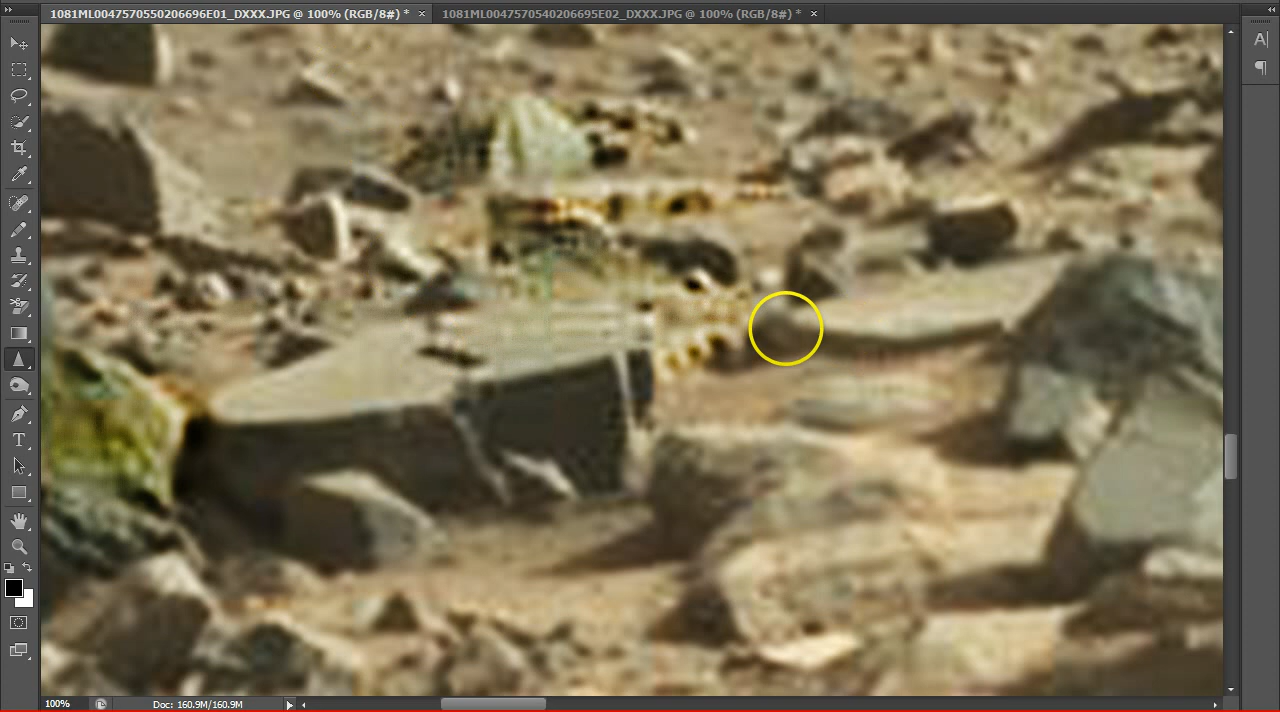 1081ML0047570550206696E01_DXXX.JPG @ 100% (RGB/8#) * × 1081ML0047570540206695E02_DXXX.JPG @ 100% (RGB/8#) * ×
A
T
100% Doc: 160.9M/160.9M